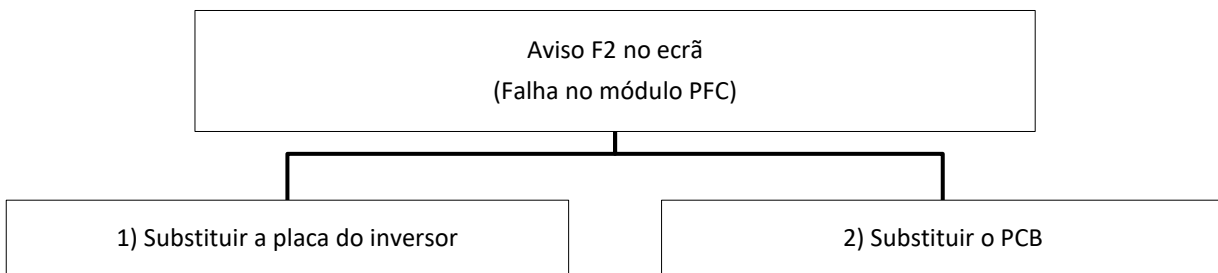 Aviso F2 no ecrã
(Falha no módulo PFC)
1) Substituir a placa do inversor
2) Substituir o PCB